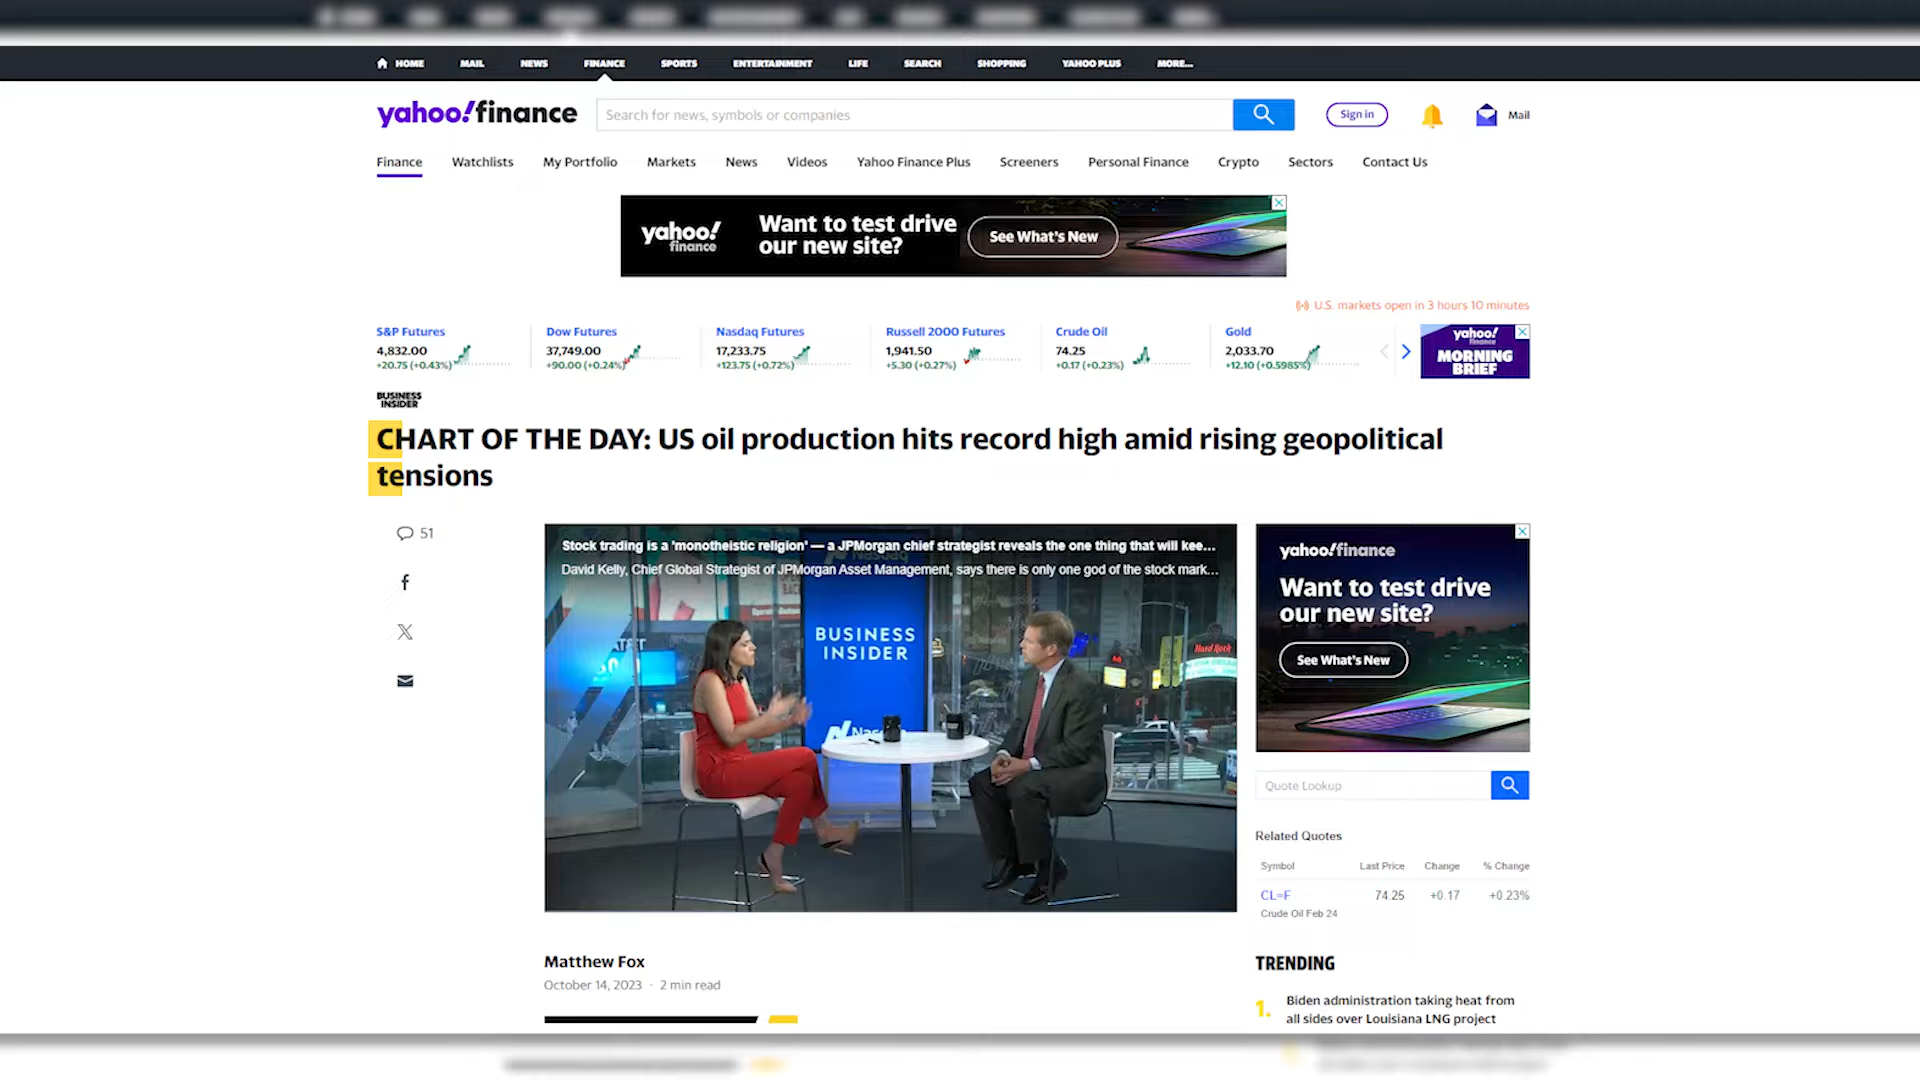 HOME MAIL NEWS FINANCE SPORTS ENTERTAINMENT LIFE SEARCH SHOPPING YAHOO PLUS MORE...
yahoo!finance Search for news, symbols or companies Sign in Mail
Finance Watchlists My Portfolio Markets News Videos Yahoo Finance Plus Screeners Personal Finance Crypto Sectors Contact Us
yahoo!
finance
Want to test drive
our new site?
See What's New
U.S. markets open in 3 hours 10 minutes
S&P Futures
4,832.00
+20.75 (+0.43%)
Dow Futures
37,749.00
+90.00 (+0.24%)
Nasdaq Futures
17,233.75
+123.75 (+0.72%)
Russell 2000 Futures
1,941.50
+5.30 (+0.27%)
Crude Oil
74.25
+0.17 (+0.23%)
Gold
2,033.70
+12.10 (+0.5985%)
yahoo!
finance
MORNING
BRIEF
BUSINESS
INSIDER
CHART OF THE DAY: US oil production hits record high amid rising geopolitical
tensions
51
Stock trading is a 'monotheistic religion' — a JPMorgan chief strategist reveals the one thing that will kee...
David Kelly, Chief Global Strategist of JPMorgan Asset Management, says there is only one god of the stock mark...
BUSINESS
INSIDER
Hard Rock
yahoo!finance
Want to test drive
our new site?
See What's New
Quote Lookup
Related Quotes
Symbol Last Price Change % Change
CL=F 74.25 +0.17 +0.23%
Crude Oil Feb 24
Matthew Fox
October 14, 2023 · 2 min read
TRENDING
1. Biden administration taking heat from
all sides over Louisiana LNG project